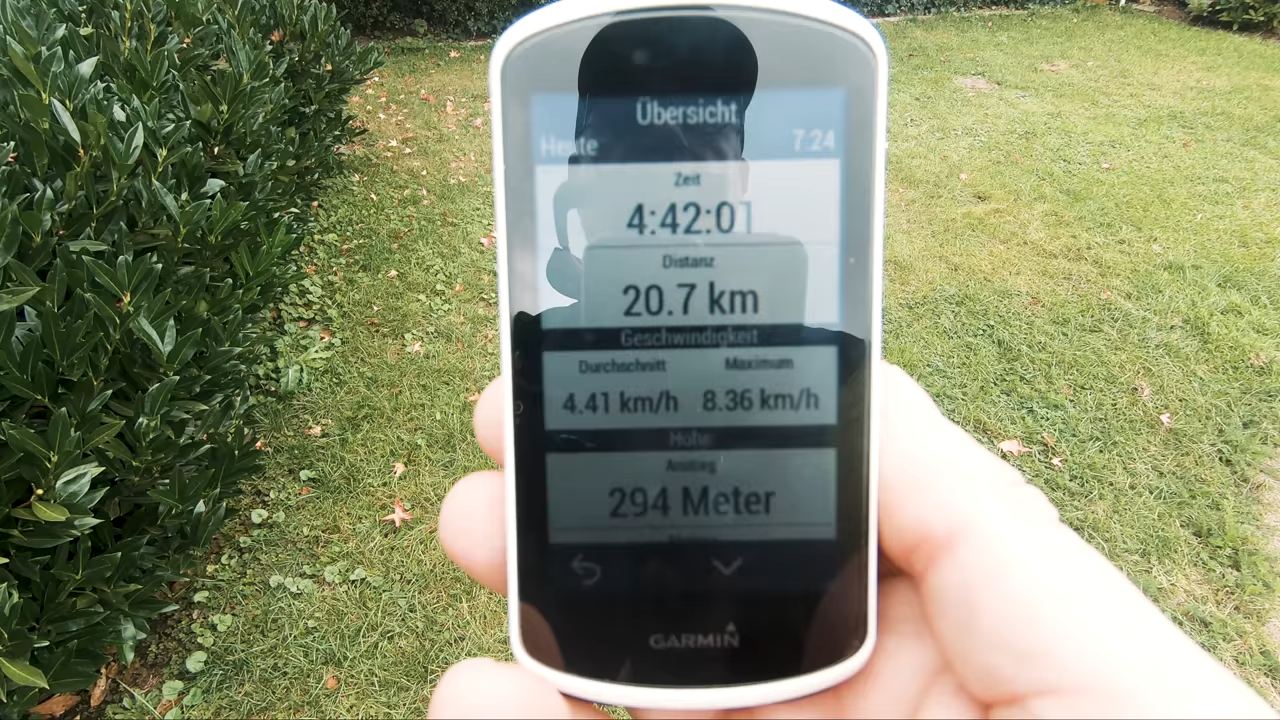 Übersicht
Heute 7:24
Zeit
4:42:01
Distanz
20.7 km
Geschwindigkeit
Durchschnitt Maximum
4.41 km/h 8.36 km/h
Höhe
Anstieg
294 Meter
GARMIN